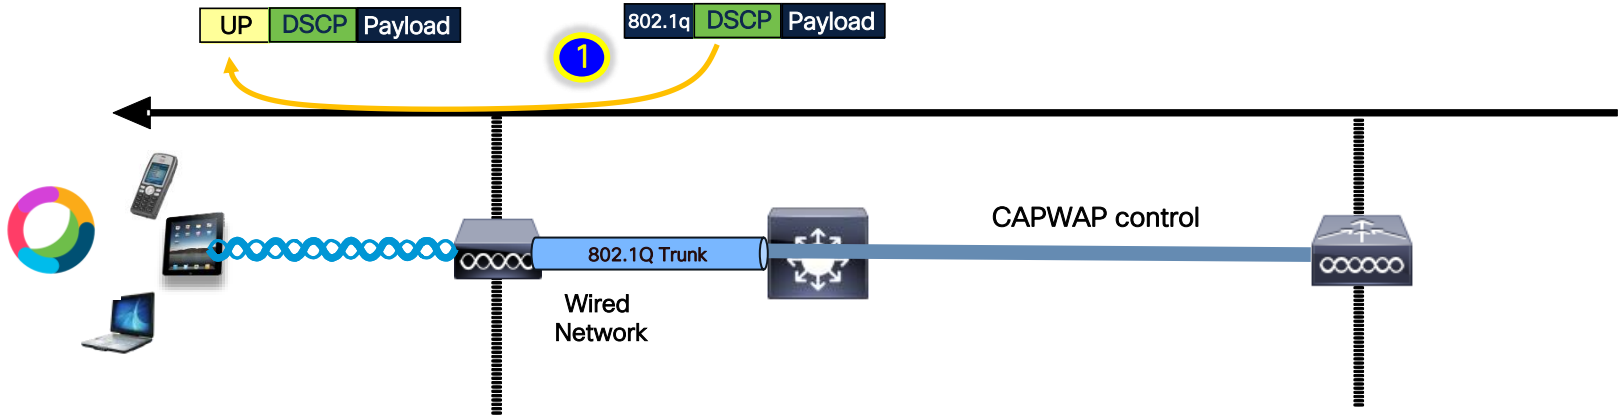 UP DSCP Payload
802.1q DSCP Payload
1
CAPWAP control
802.1Q Trunk
Wired
Network